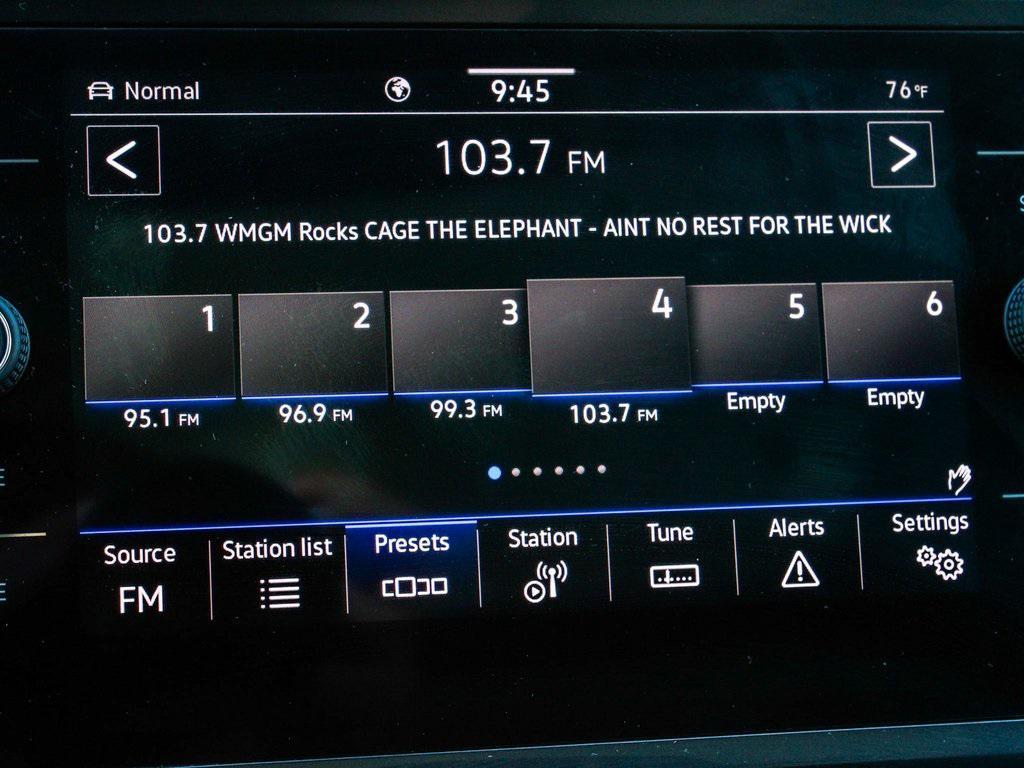 Normal 9:45 76°F
< 103.7 FM >
103.7 WMGM Rocks CAGE THE ELEPHANT - AINT NO REST FOR THE WICK
1 2 3 4 5 6
95.1 FM 96.9 FM 99.3 FM 103.7 FM Empty Empty
Source Station list Presets Station Tune Alerts Settings
FM